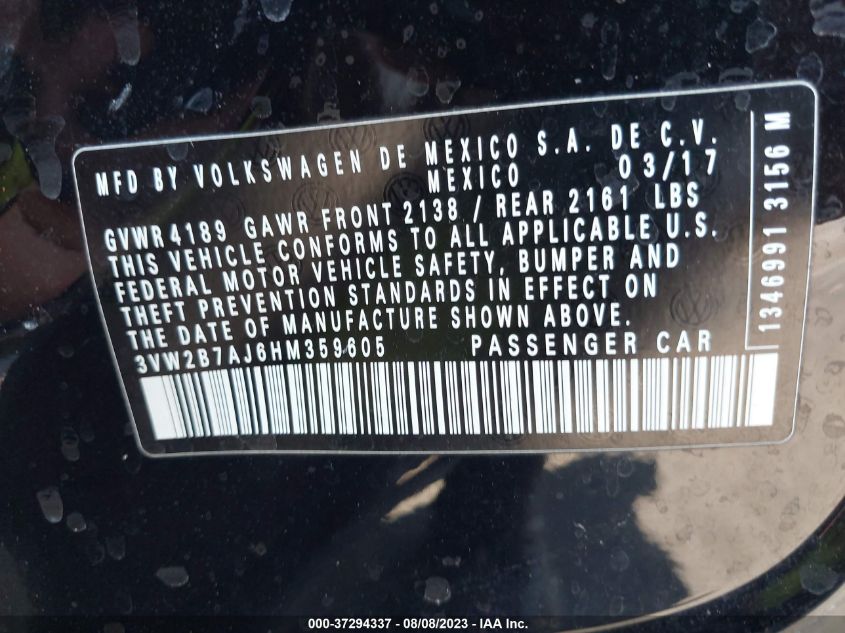 MFD BY VOLKSWAGEN DE MEXICO S.A. DE C.V.
MEXICO 03/17
GVWR 4189 GAWR FRONT 2138 / REAR 2161 LBS
THIS VEHICLE CONFORMS TO ALL APPLICABLE U.S.
FEDERAL MOTOR VEHICLE SAFETY, BUMPER AND
THEFT PREVENTION STANDARDS IN EFFECT ON
THE DATE OF MANUFACTURE SHOWN ABOVE.
3VW2B7AJ6HM359605 PASSENGER CAR
1346991 3156 M
000-37294337 - 08/08/2023 - IAA Inc.